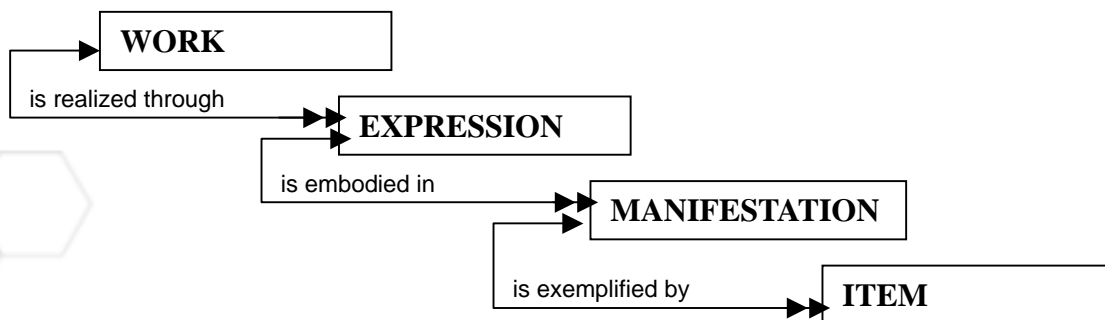 WORK
is realized through
EXPRESSION
is embodied in
MANIFESTATION
is exemplified by
ITEM